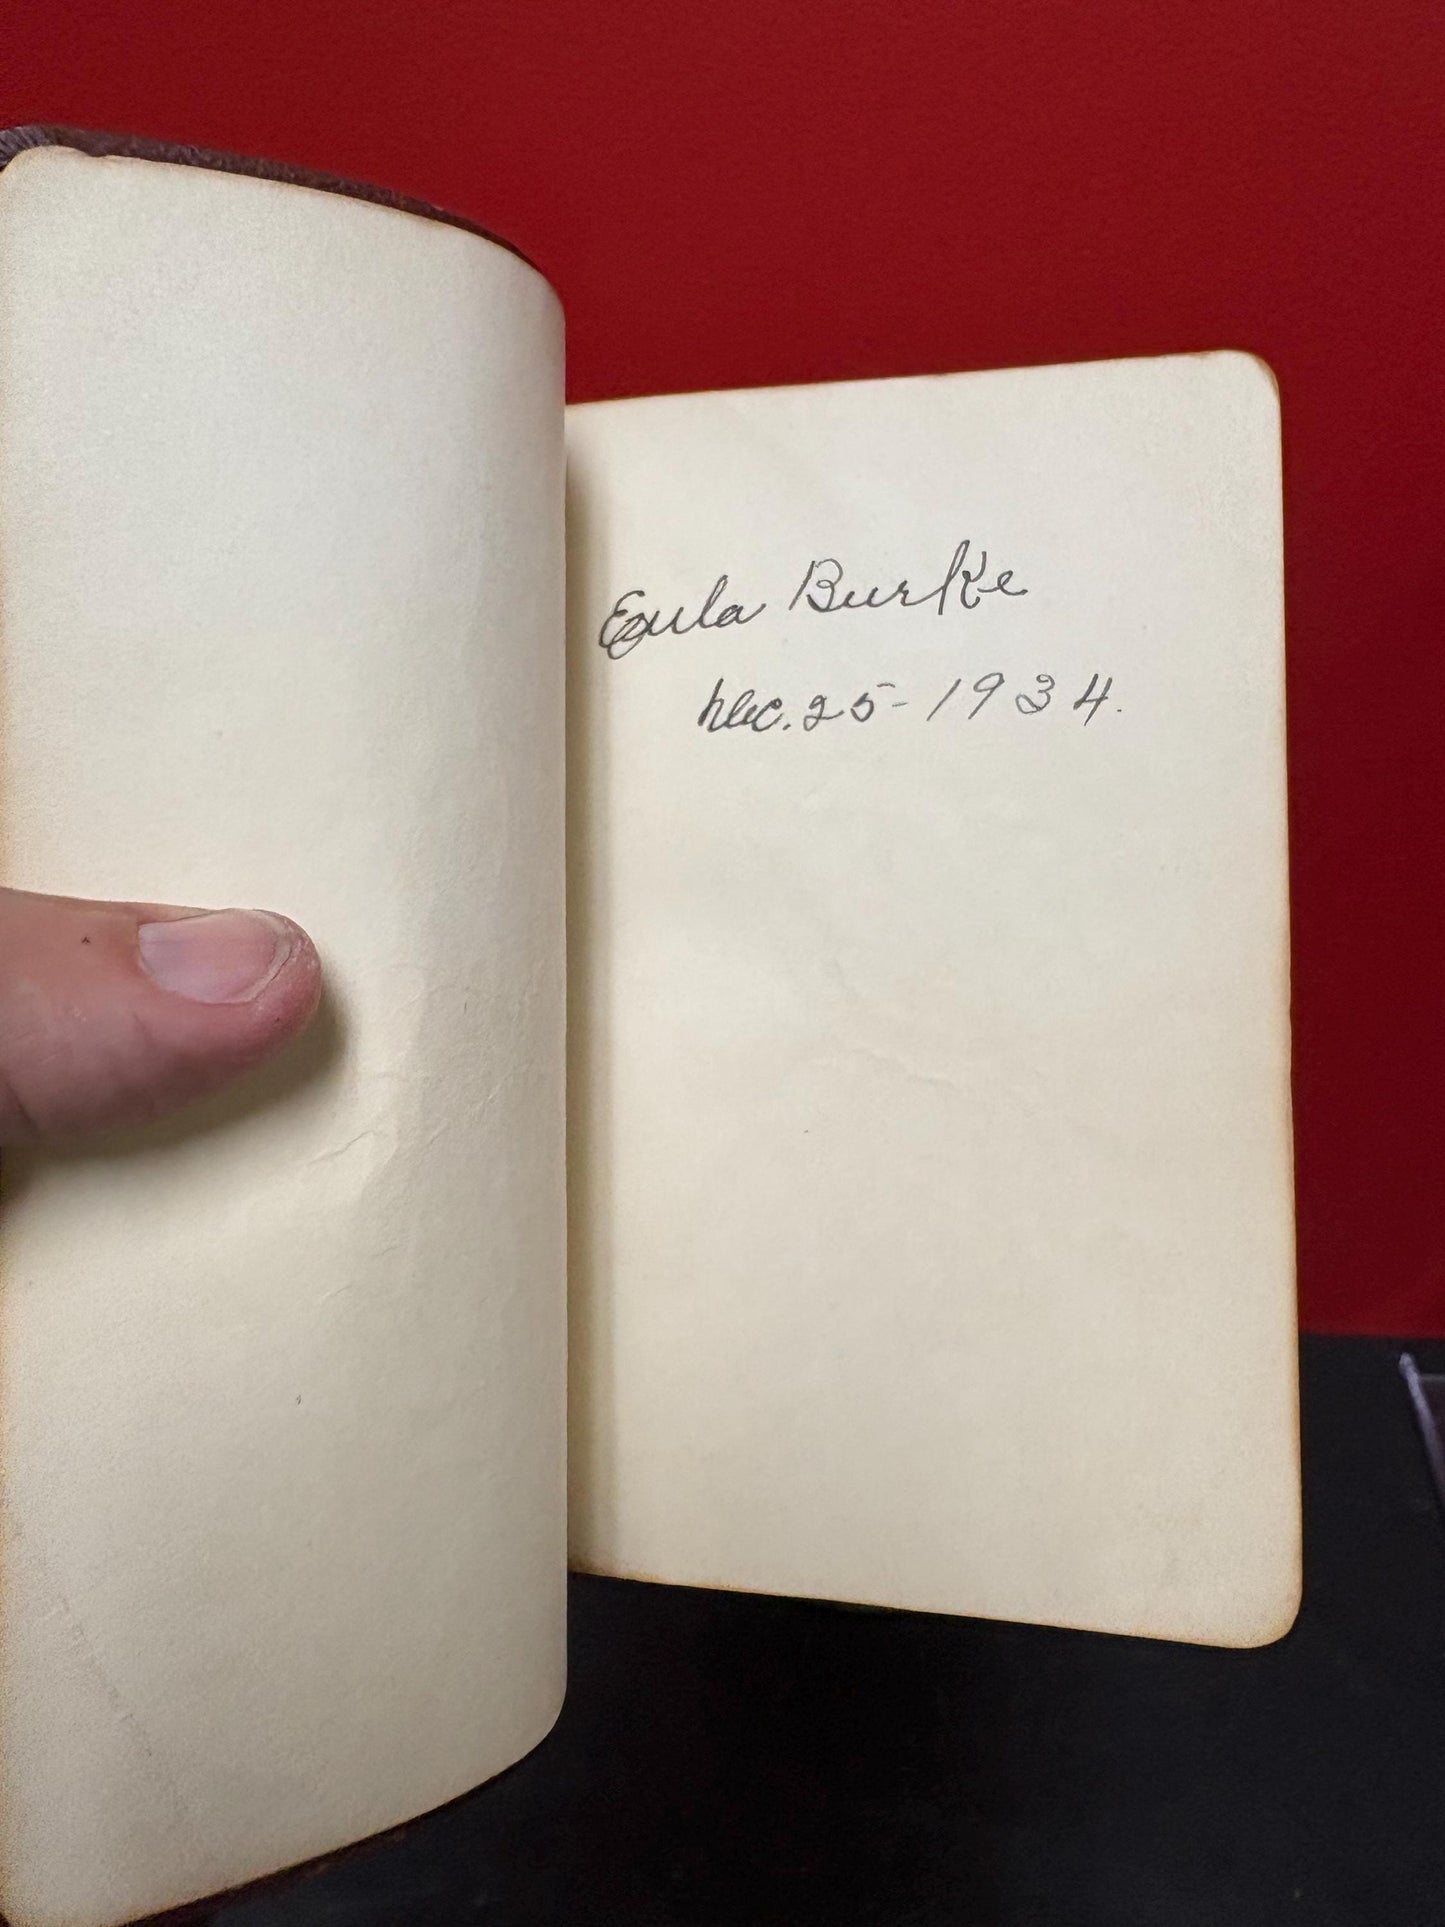 Eula Burke
Dec. 25-1934.